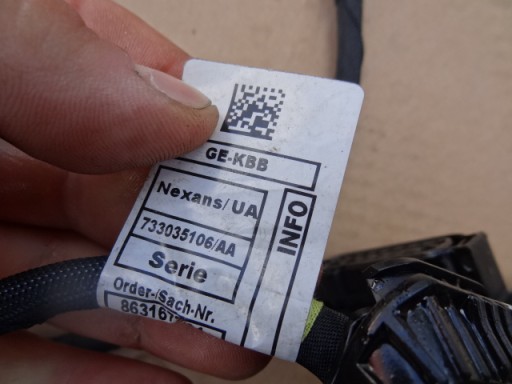 GE-KBB
Nexans/UA
733035106/AA
Serie
INFO
Order-/Sach-Nr.